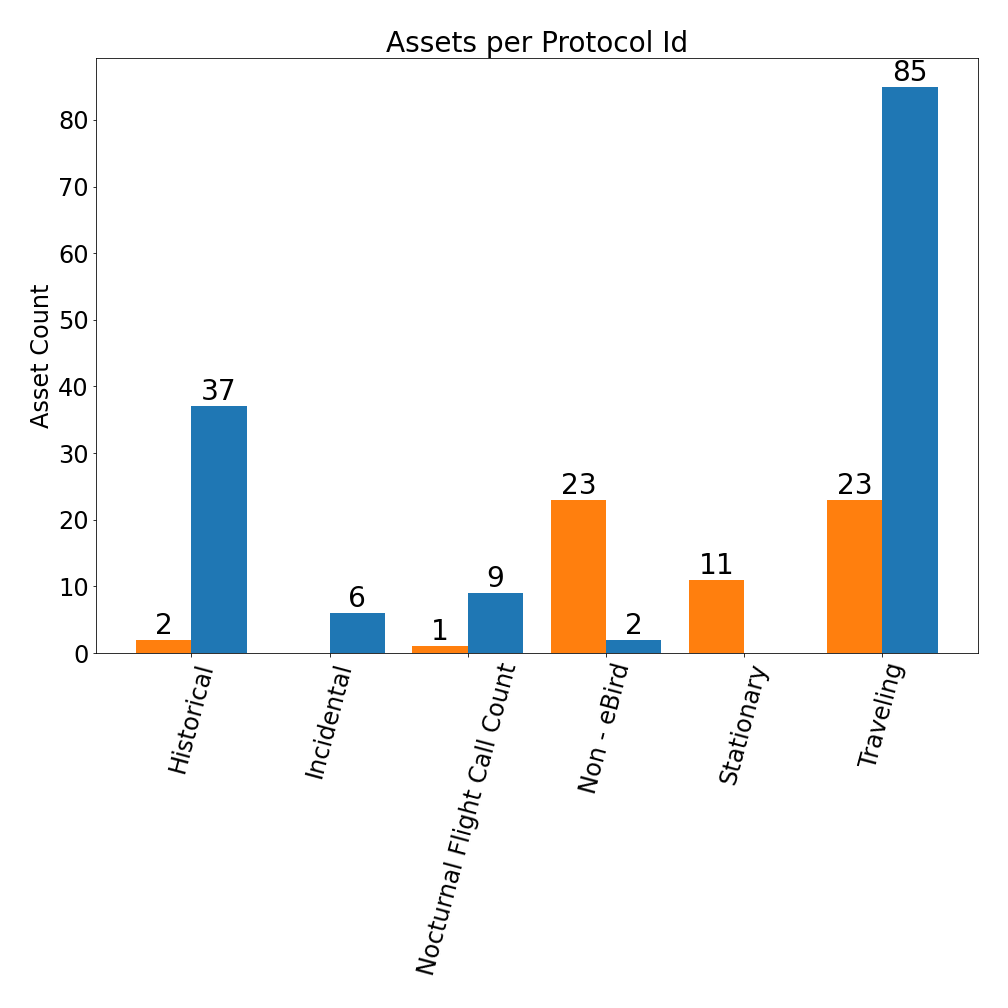 Assets per Protocol Id
Asset Count
80
70
60
50
40
30
20
10
0
2
37
6
1
9
23
2
11
23
85
Historical
Incidental
Nocturnal Flight Call Count
Non - eBird
Stationary
Traveling